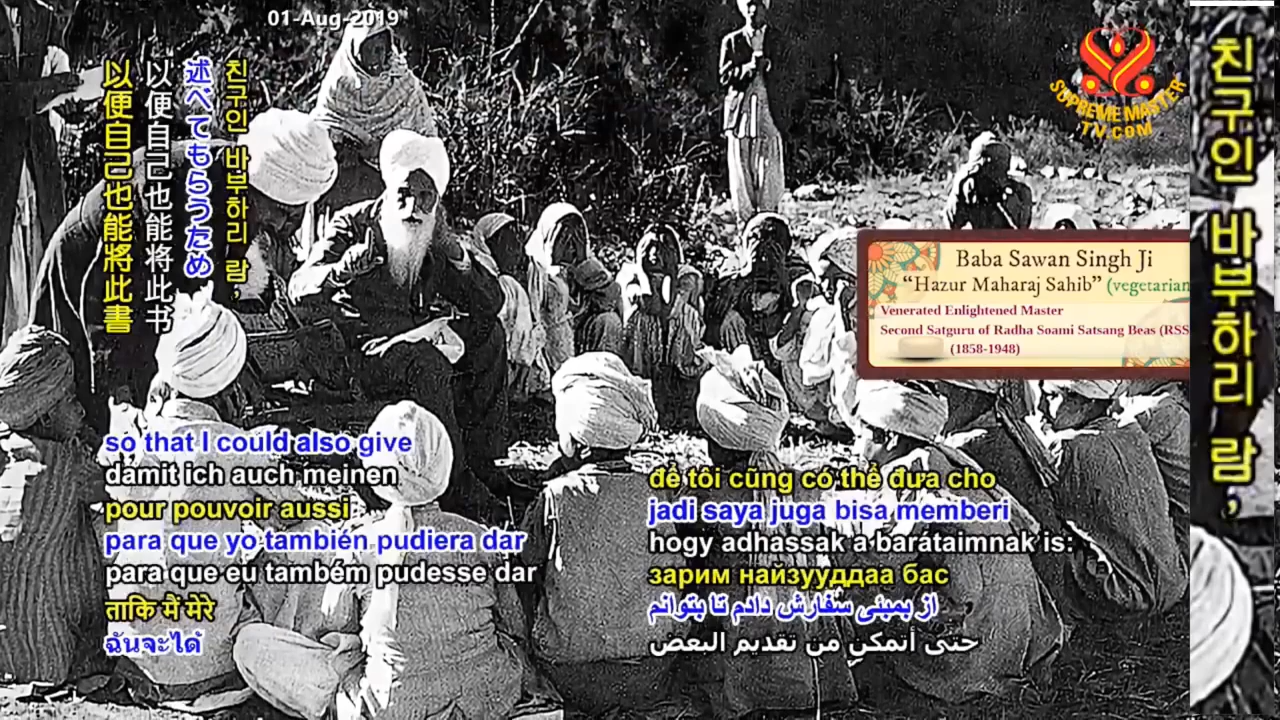 01-Aug-2019
SUPREME MASTER
TV.COM
친구인 바부하리 람,
述べてもらうため
以便自己也能将此书
以便自己也能將此書
친구인 바부하리 람,
Baba Sawan Singh Ji
“Hazur Maharaj Sahib” (vegetarian
Venerated Enlightened Master
Second Satguru of Radha Soami Satsang Beas (RSS
(1858-1948)
so that I could also give
damit ich auch meinen
pour pouvoir aussi
para que yo también pudiera dar
para que eu também pudesse dar
ताकि मैं मेरे
ฉันจะได้
để tôi cũng có thể đưa cho
jadi saya juga bisa memberi
hogy adhassak a barátaimnak is:
зарим найзууддаа бас
از بمبئی سفارش دادم تا بتوانم
حتى أتمكن من تقديم البعض